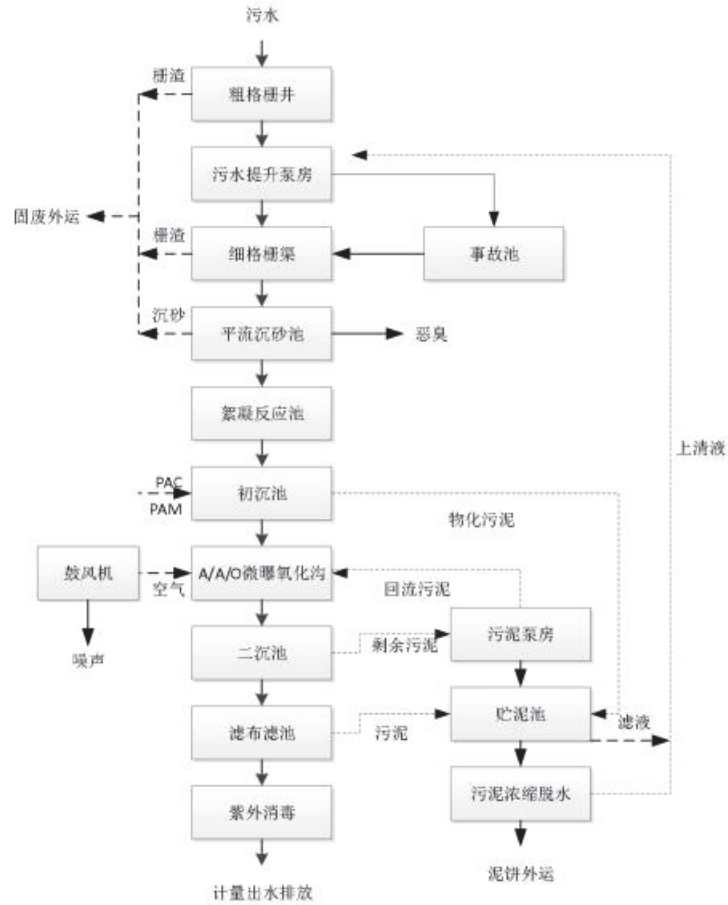 污水
栅渣
粗格栅井
污水提升泵房
固废外运
栅渣
细格栅渠
事故池
沉砂
平流沉砂池
恶臭
絮凝反应池
上清液
PAC
PAM
初沉池
物化污泥
鼓风机
空气
A/A/O微曝氧化沟
回流污泥
噪声
二沉池
剩余污泥
污泥泵房
滤布滤池
污泥
贮泥池
滤液
紫外消毒
污泥浓缩脱水
计量出水排放
泥饼外运